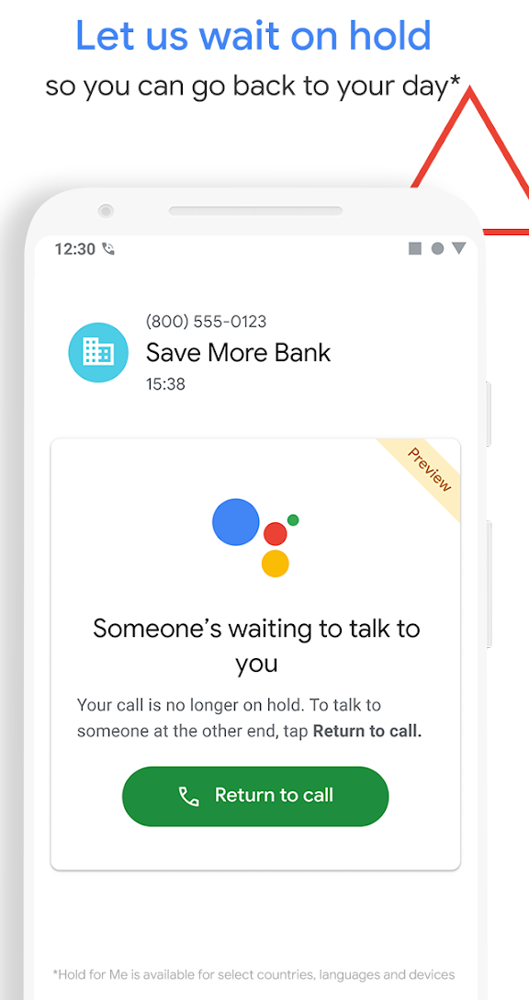 Let us wait on hold
so you can go back to your day*
12:30
(800) 555-0123
Save More Bank
15:38
Preview
Someone’s waiting to talk to
you
Your call is no longer on hold. To talk to
someone at the other end, tap Return to call.
Return to call
*Hold for Me is available for select countries, languages and devices